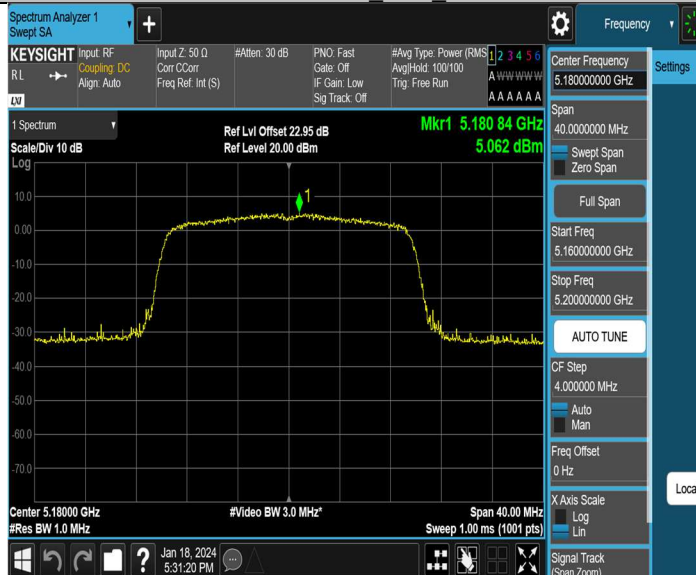 Spectrum Analyzer 1
Swept SA
+
Frequency
KEYSIGHT
RL
LXI
Input: RF
Coupling: DC
Align: Auto
Input Z: 50 Ω
Corr CCorr
Freq Ref: Int (S)
#Atten: 30 dB
PNO: Fast
Gate: Off
IF Gain: Low
Sig Track: Off
#Avg Type: Power (RMS
Avg|Hold: 100/100
Trig: Free Run
1 2 3 4 5 6
A W W W W W
A A A A A A
1 Spectrum
Scale/Div 10 dB
Log
Ref Lvl Offset 22.95 dB
Ref Level 20.00 dBm
Mkr1 5.180 84 GHz
5.062 dBm
1
10.0
0.00
-10.0
-20.0
-30.0
-40.0
-50.0
-60.0
-70.0
Center 5.18000 GHz
#Res BW 1.0 MHz
#Video BW 3.0 MHz*
Span 40.00 MHz
Sweep 1.00 ms (1001 pts)
?
Jan 18, 2024
5:31:20 PM
Center Frequency
5.180000000 GHz
Span
40.0000000 MHz
Swept Span
Zero Span
Full Span
Start Freq
5.160000000 GHz
Stop Freq
5.200000000 GHz
AUTO TUNE
CF Step
4.000000 MHz
Auto
Man
Freq Offset
0 Hz
X Axis Scale
Log
Lin
Signal Track
(Span Zoom)
Settings
Loca